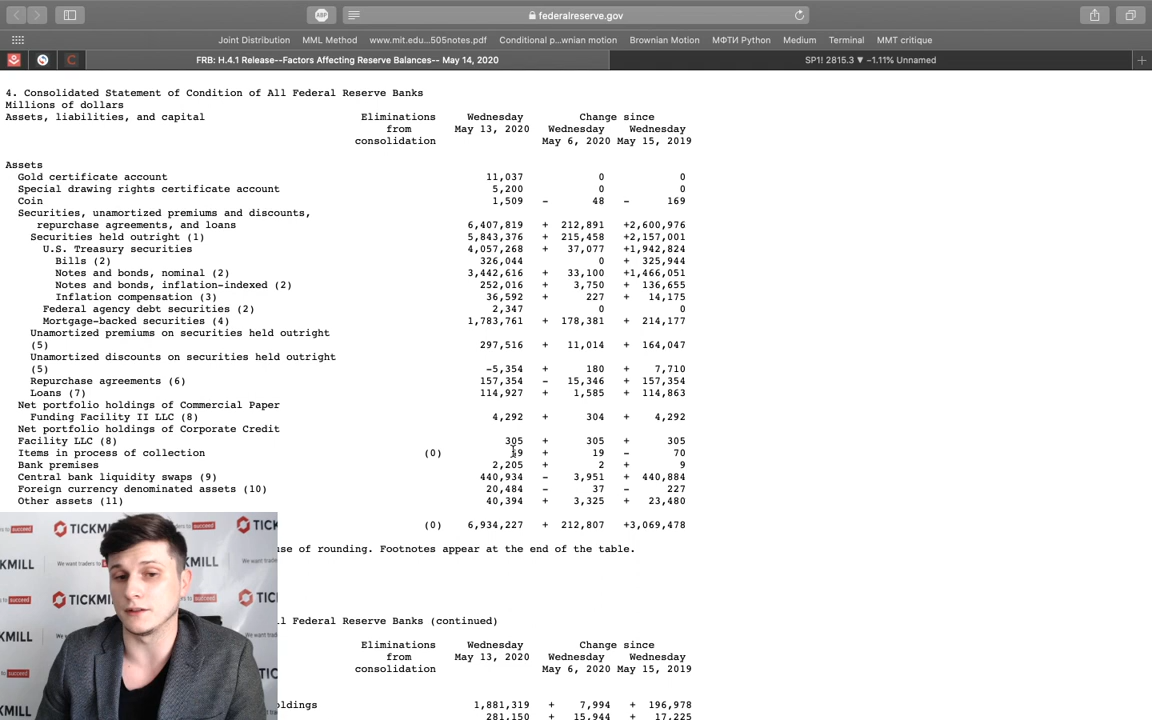 federalreserve.gov
ABP
Joint Distribution MML Method www.mit.edu...505notes.pdf Conditional p...wnian motion Brownian Motion МФТИ Python Medium Terminal MMT critique
FRB: H.4.1 Release--Factors Affecting Reserve Balances-- May 14, 2020 SP1! 2815.3 ▼ −1.11% Unnamed
4. Consolidated Statement of Condition of All Federal Reserve Banks
Millions of dollars
Assets, liabilities, and capital Eliminations Wednesday Change since
from May 13, 2020 Wednesday Wednesday
consolidation May 6, 2020 May 15, 2019
Assets
Gold certificate account 11,037 0 0
Special drawing rights certificate account 5,200 0 0
Coin 1,509 - 48 - 169
Securities, unamortized premiums and discounts,
repurchase agreements, and loans 6,407,819 + 212,891 +2,600,976
Securities held outright (1) 5,843,376 + 215,458 +2,157,001
U.S. Treasury securities 4,057,268 + 37,077 +1,942,824
Bills (2) 326,044 0 + 325,944
Notes and bonds, nominal (2) 3,442,616 + 33,100 +1,466,051
Notes and bonds, inflation-indexed (2) 252,016 + 3,750 + 136,655
Inflation compensation (3) 36,592 + 227 + 14,175
Federal agency debt securities (2) 2,347 0 0
Mortgage-backed securities (4) 1,783,761 + 178,381 + 214,177
Unamortized premiums on securities held outright
(5) 297,516 + 11,014 + 164,047
Unamortized discounts on securities held outright
(5) -5,354 + 180 + 7,710
Repurchase agreements (6) 157,354 - 15,346 + 157,354
Loans (7) 114,927 + 1,585 + 114,863
Net portfolio holdings of Commercial Paper
Funding Facility II LLC (8) 4,292 + 304 + 4,292
Net portfolio holdings of Corporate Credit
Facility LLC (8) 305 + 305 + 305
Items in process of collection (0) + 19 - 70
Bank premises 2,205 + 2 + 9
Central bank liquidity swaps (9) 440,934 - 3,951 + 440,884
Foreign currency denominated assets (10) 20,484 - 37 - 227
Other assets (11) 40,394 + 3,325 + 23,480
(0) 6,934,227 + 212,807 +3,069,478
use of rounding. Footnotes appear at the end of the table.
Federal Reserve Banks (continued)
Eliminations Wednesday Change since
from May 13, 2020 Wednesday Wednesday
consolidation May 6, 2020 May 15, 2019
1,881,319 + 7,994 + 196,978
281,150 + 15,944 + 17,225
TICKMILL
We want traders to succeed